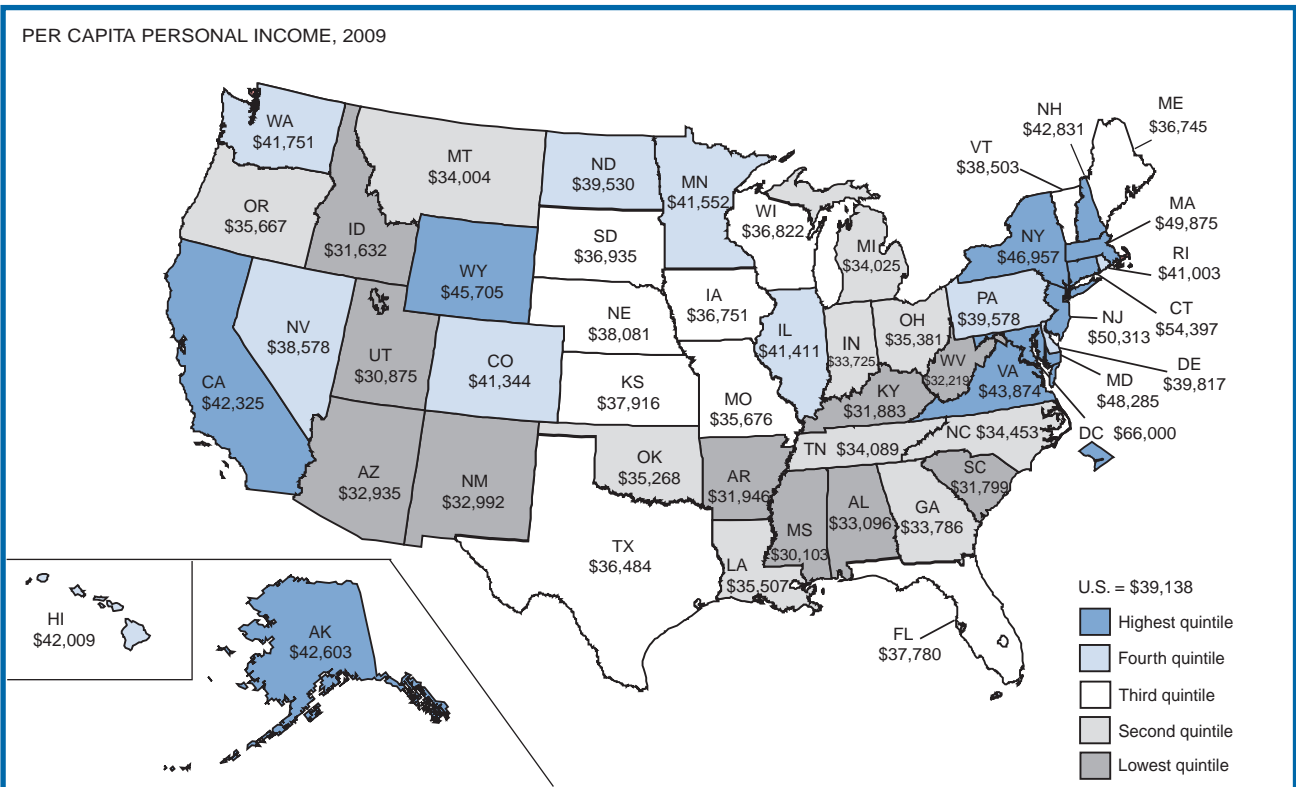 PER CAPITA PERSONAL INCOME, 2009
WA
$41,751
MT
$34,004
ND
$39,530
MN
$41,552
OR
$35,667
ID
$31,632
WY
$45,705
SD
$36,935
WI
$36,822
MI
$34,025
NH
$42,831
ME
$36,745
VT
$38,503
MA
$49,875
NY
$46,957
RI
$41,003
CT
$54,397
PA
$39,578
NJ
$50,313
DE
$39,817
MD
$48,285
DC $66,000
NE
$38,081
IA
$36,751
IL
$41,411
IN
$33,725
OH
$35,381
WV
$32,219
VA
$43,874
NV
$38,578
UT
$30,875
CO
$41,344
CA
$42,325
KS
$37,916
MO
$35,676
KY
$31,883
TN $34,089
NC $34,453
AZ
$32,935
NM
$32,992
OK
$35,268
AR
$31,946
SC
$31,799
MS
$30,103
AL
$33,096
GA
$33,786
TX
$36,484
LA
$35,507
FL
$37,780
HI
$42,009
AK
$42,603
U.S. = $39,138
Highest quintile
Fourth quintile
Third quintile
Second quintile
Lowest quintile